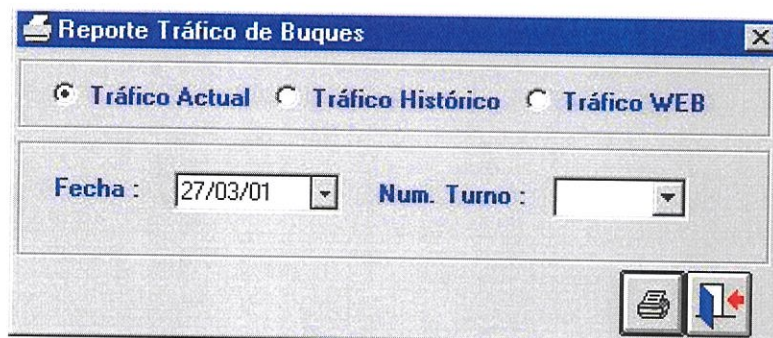 Reporte Tráfico de Buques
Tráfico Actual Tráfico Histórico Tráfico WEB
Fecha : 27/03/01 Num. Turno :